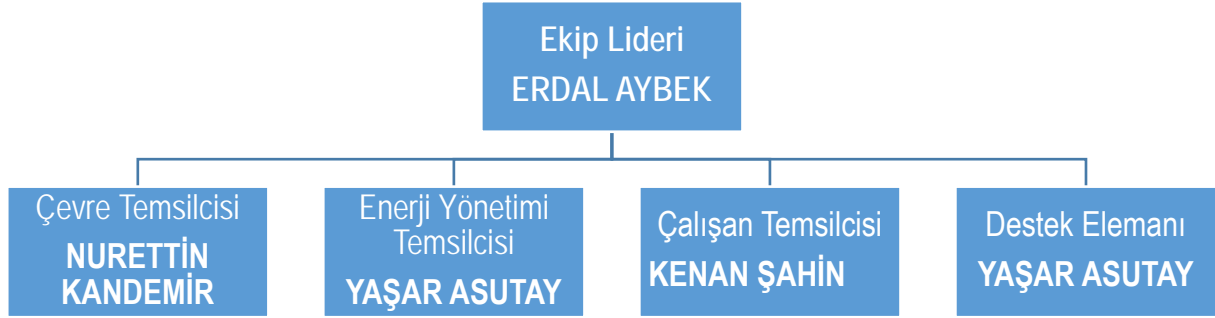 Ekip Lideri
ERDAL AYBEK
Çevre Temsilcisi
NURETTİN
KANDEMİR
Enerji Yönetimi
Temsilcisi
YAŞAR ASUTAY
Çalışan Temsilcisi
KENAN ŞAHİN
Destek Elemanı
YAŞAR ASUTAY